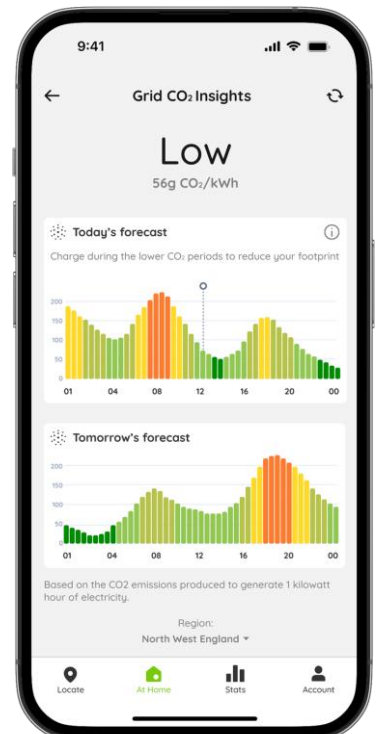 9:41
Grid CO₂ Insights
Low
56g CO₂/kWh
Today's forecast
Charge during the lower CO₂ periods to reduce your footprint
200
150
100
50
0
01 04 08 12 16 20 00
Tomorrow's forecast
200
150
100
50
0
01 04 08 12 16 20 00
Based on the CO2 emissions produced to generate 1 kilowatt
hour of electricity.
Region:
North West England
Locate At Home Stats Account